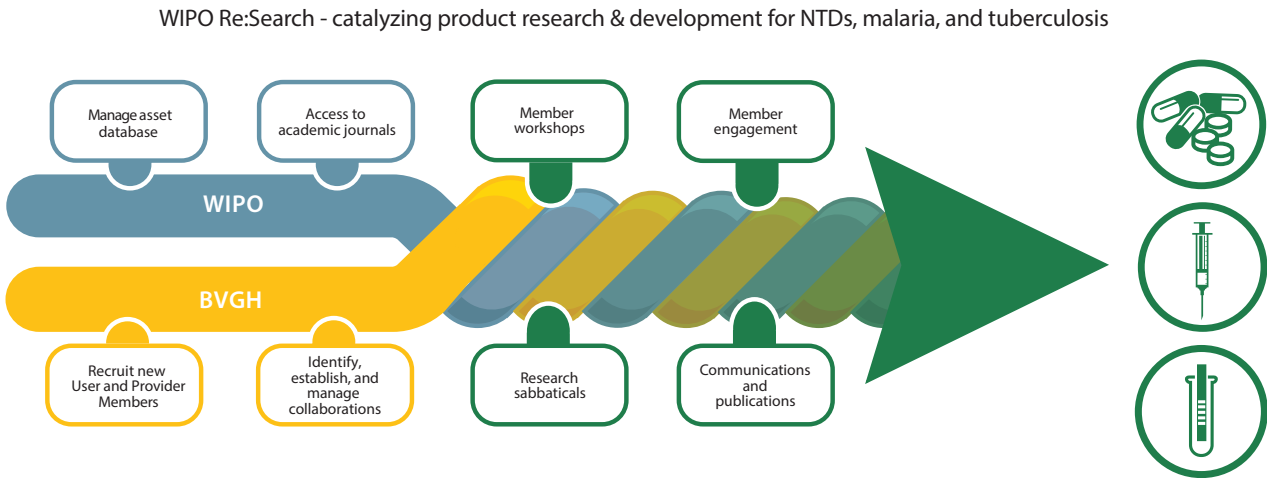 WIPO Re:Search - catalyzing product research & development for NTDs, malaria, and tuberculosis
Manage asset
database
Access to
academic journals
Member
workshops
Member
engagement
WIPO
BVGH
Recruit new
User and Provider
Members
Identify,
establish, and
manage
collaborations
Research
sabbaticals
Communications
and
publications